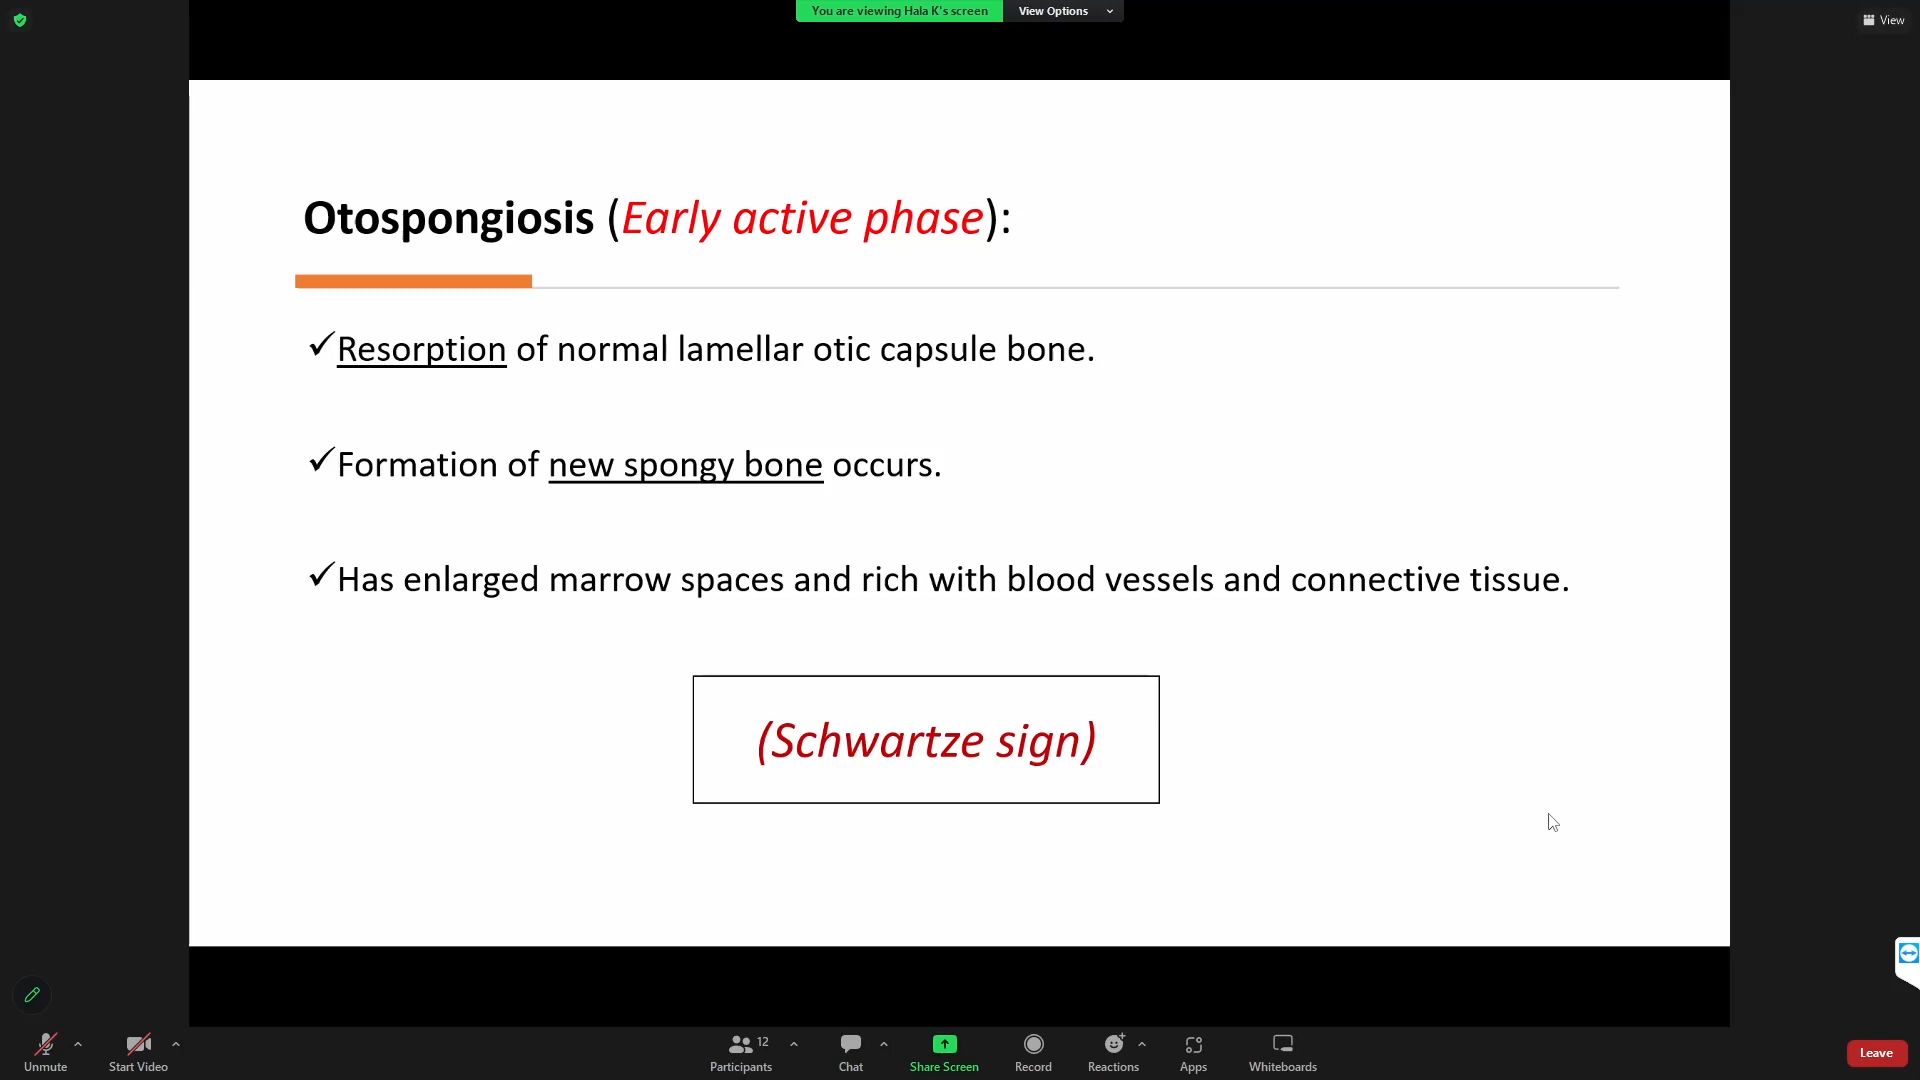 You are viewing Hala K's screen View Options
View
Otospongiosis (Early active phase):
✓Resorption of normal lamellar otic capsule bone.
✓Formation of new spongy bone occurs.
✓Has enlarged marrow spaces and rich with blood vessels and connective tissue.
(Schwartze sign)
12
Unmute Start Video Participants Chat Share Screen Record Reactions Apps Whiteboards Leave